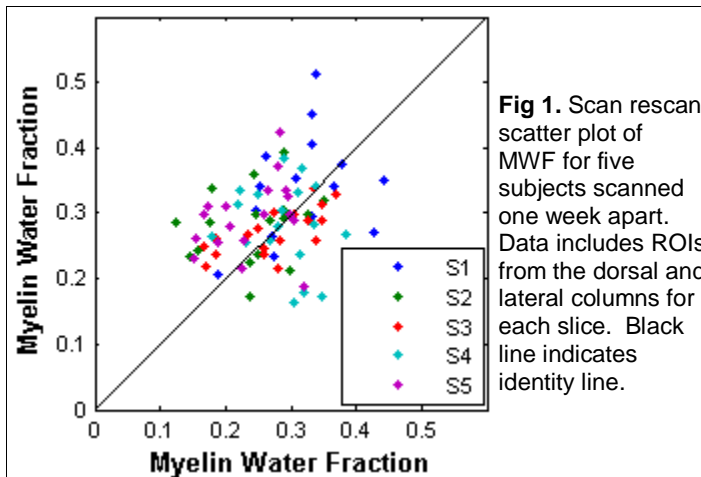 Myelin Water Fraction
0.5
0.4
0.3
0.2
0.1
0
0
0.1
0.2
0.3
0.4
0.5
Myelin Water Fraction
S1
S2
S3
S4
S5
Fig 1. Scan rescan
scatter plot of
MWF for five
subjects scanned
one week apart.
Data includes ROIs
from the dorsal and
lateral columns for
each slice. Black
line indicates
identity line.